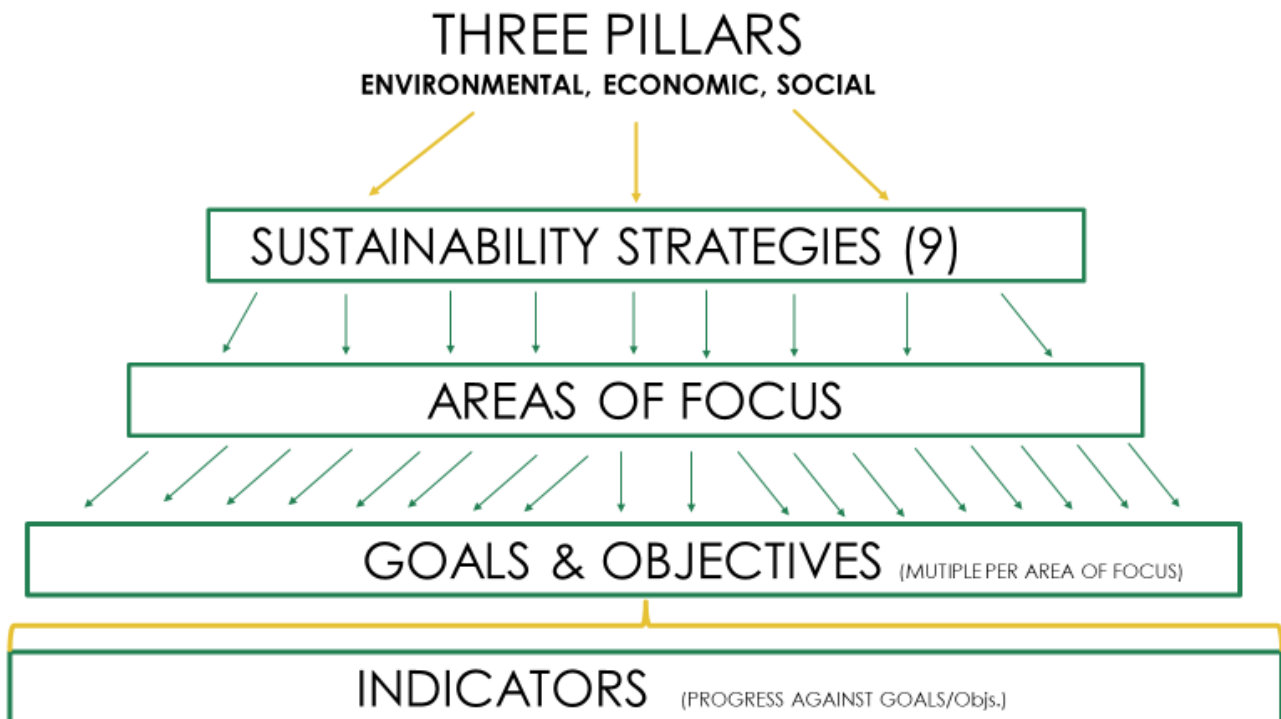 THREE PILLARS
ENVIRONMENTAL, ECONOMIC, SOCIAL
SUSTAINABILITY STRATEGIES (9)
AREAS OF FOCUS
GOALS & OBJECTIVES (MUTIPLE PER AREA OF FOCUS)
INDICATORS (PROGRESS AGAINST GOALS/Objs.)